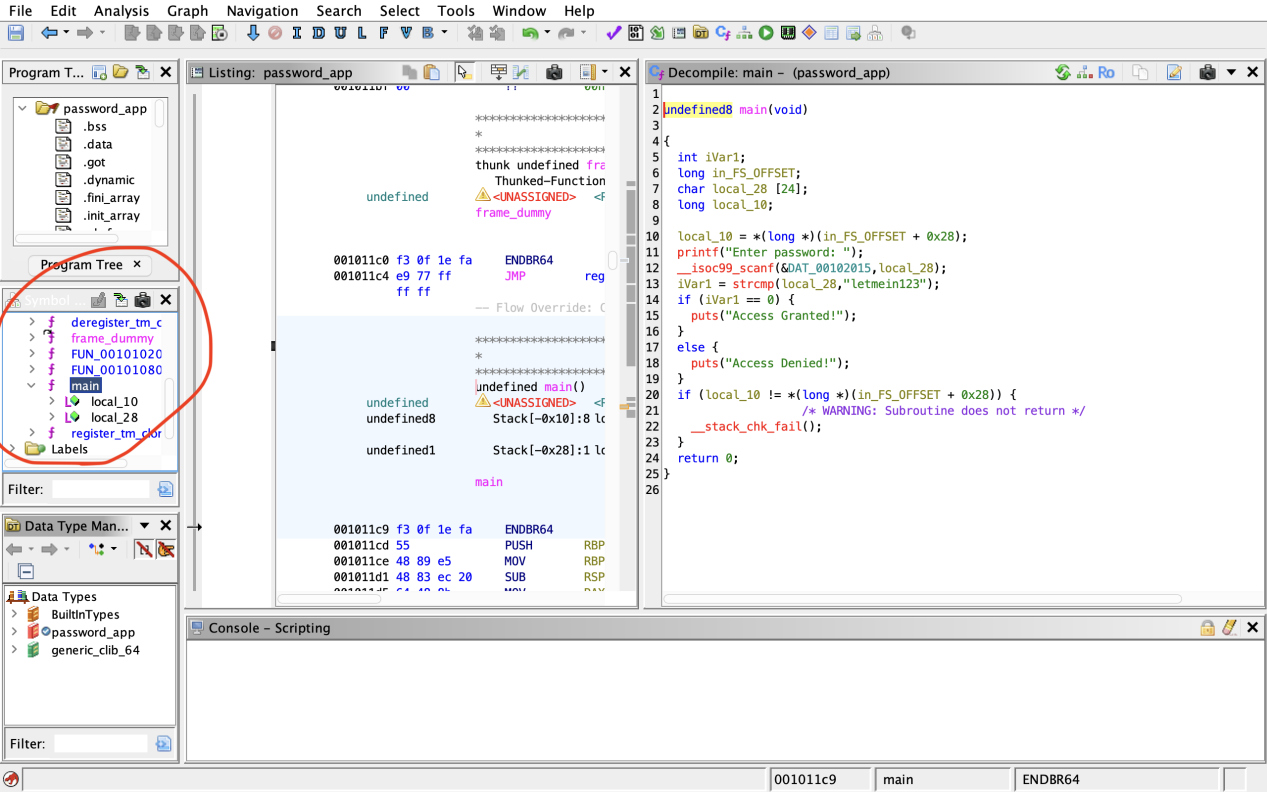 File Edit Analysis Graph Navigation Search Select Tools Window Help
I D U L F V B
Program T...
password_app
.bss
.data
.got
.dynamic
.fini_array
.init_array
Program Tree ×
Symbol
f deregister_tm_c
f frame_dummy
f FUN_00101020
f FUN_00101080
f main
local_10
local_28
f register_tm_clor
Labels
Filter:
Data Type Man...
Data Types
BuiltInTypes
password_app
generic_clib_64
Filter:
Listing: password_app
001011bf 00 ?? 00h
*********************
*
*********************
thunk undefined fra
Thunked-Function
undefined <UNASSIGNED> <R
frame_dummy
001011c0 f3 0f 1e fa ENDBR64
001011c4 e9 77 ff JMP reg
ff ff
-- Flow Override: C
*********************
*
*********************
undefined main()
undefined <UNASSIGNED> <R
undefined8 Stack[-0x10]:8 lo
undefined1 Stack[-0x28]:1 lo
main
001011c9 f3 0f 1e fa ENDBR64
001011cd 55 PUSH RBP
001011ce 48 89 e5 MOV RBP
001011d1 48 83 ec 20 SUB RSP
001011d5 64 48 8b MOV RAX
Decompile: main – (password_app)
1
2 undefined8 main(void)
3
4 {
5 int iVar1;
6 long in_FS_OFFSET;
7 char local_28 [24];
8 long local_10;
9
10 local_10 = *(long *)(in_FS_OFFSET + 0x28);
11 printf("Enter password: ");
12 __isoc99_scanf(&DAT_00102015,local_28);
13 iVar1 = strcmp(local_28,"letmein123");
14 if (iVar1 == 0) {
15 puts("Access Granted!");
16 }
17 else {
18 puts("Access Denied!");
19 }
20 if (local_10 != *(long *)(in_FS_OFFSET + 0x28)) {
21 /* WARNING: Subroutine does not return */
22 __stack_chk_fail();
23 }
24 return 0;
25 }
26
Console – Scripting
001011c9 main ENDBR64